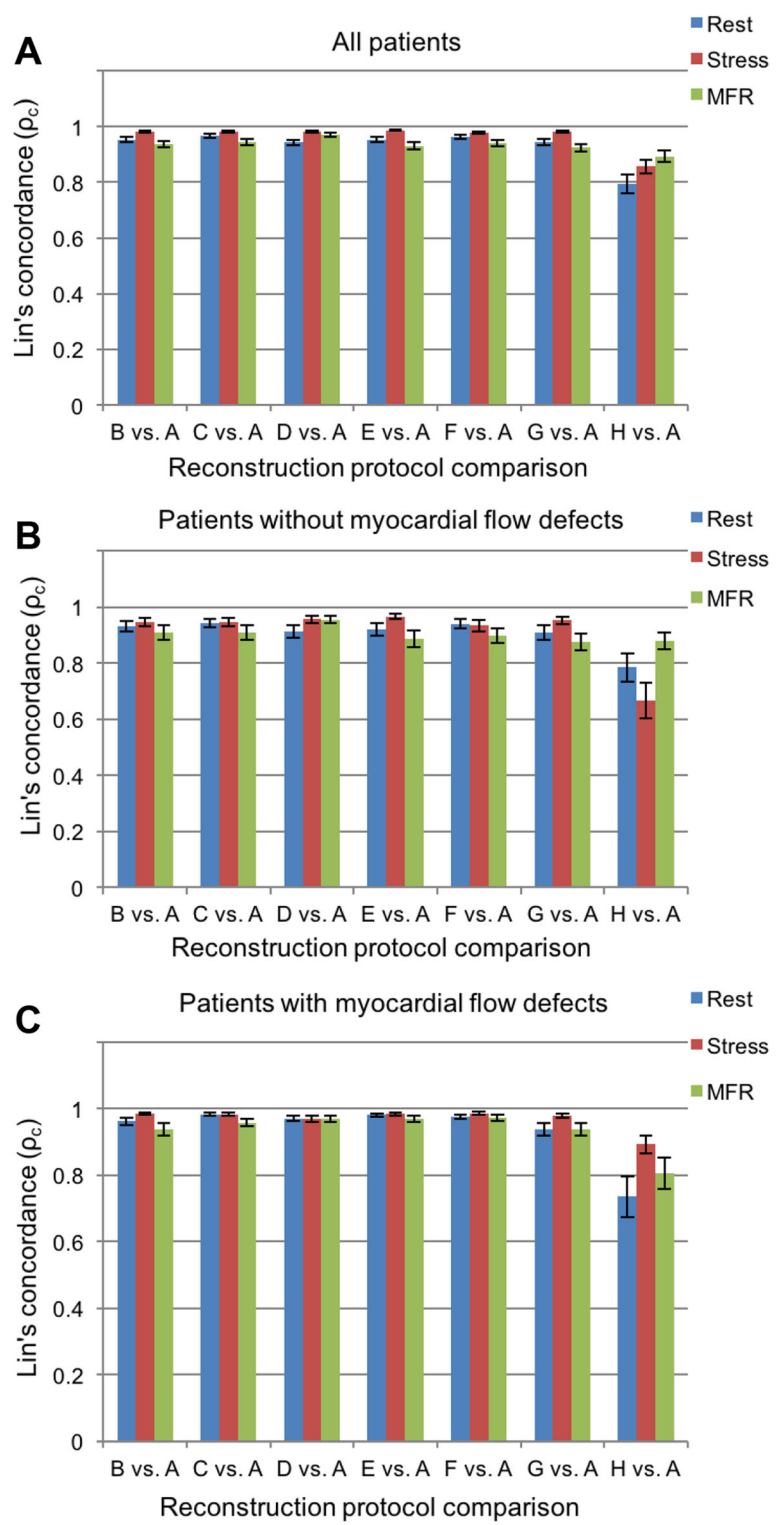 A
All patients
Rest
Stress
MFR
Lin's concordance (ρc)
1
0.8
0.6
0.4
0.2
0
B vs. A C vs. A D vs. A E vs. A F vs. A G vs. A H vs. A
Reconstruction protocol comparison
B
Patients without myocardial flow defects
Rest
Stress
MFR
Lin's concordance (ρc)
1
0.8
0.6
0.4
0.2
0
B vs. A C vs. A D vs. A E vs. A F vs. A G vs. A H vs. A
Reconstruction protocol comparison
C
Patients with myocardial flow defects
Rest
Stress
MFR
Lin's concordance (ρc)
1
0.8
0.6
0.4
0.2
0
B vs. A C vs. A D vs. A E vs. A F vs. A G vs. A H vs. A
Reconstruction protocol comparison